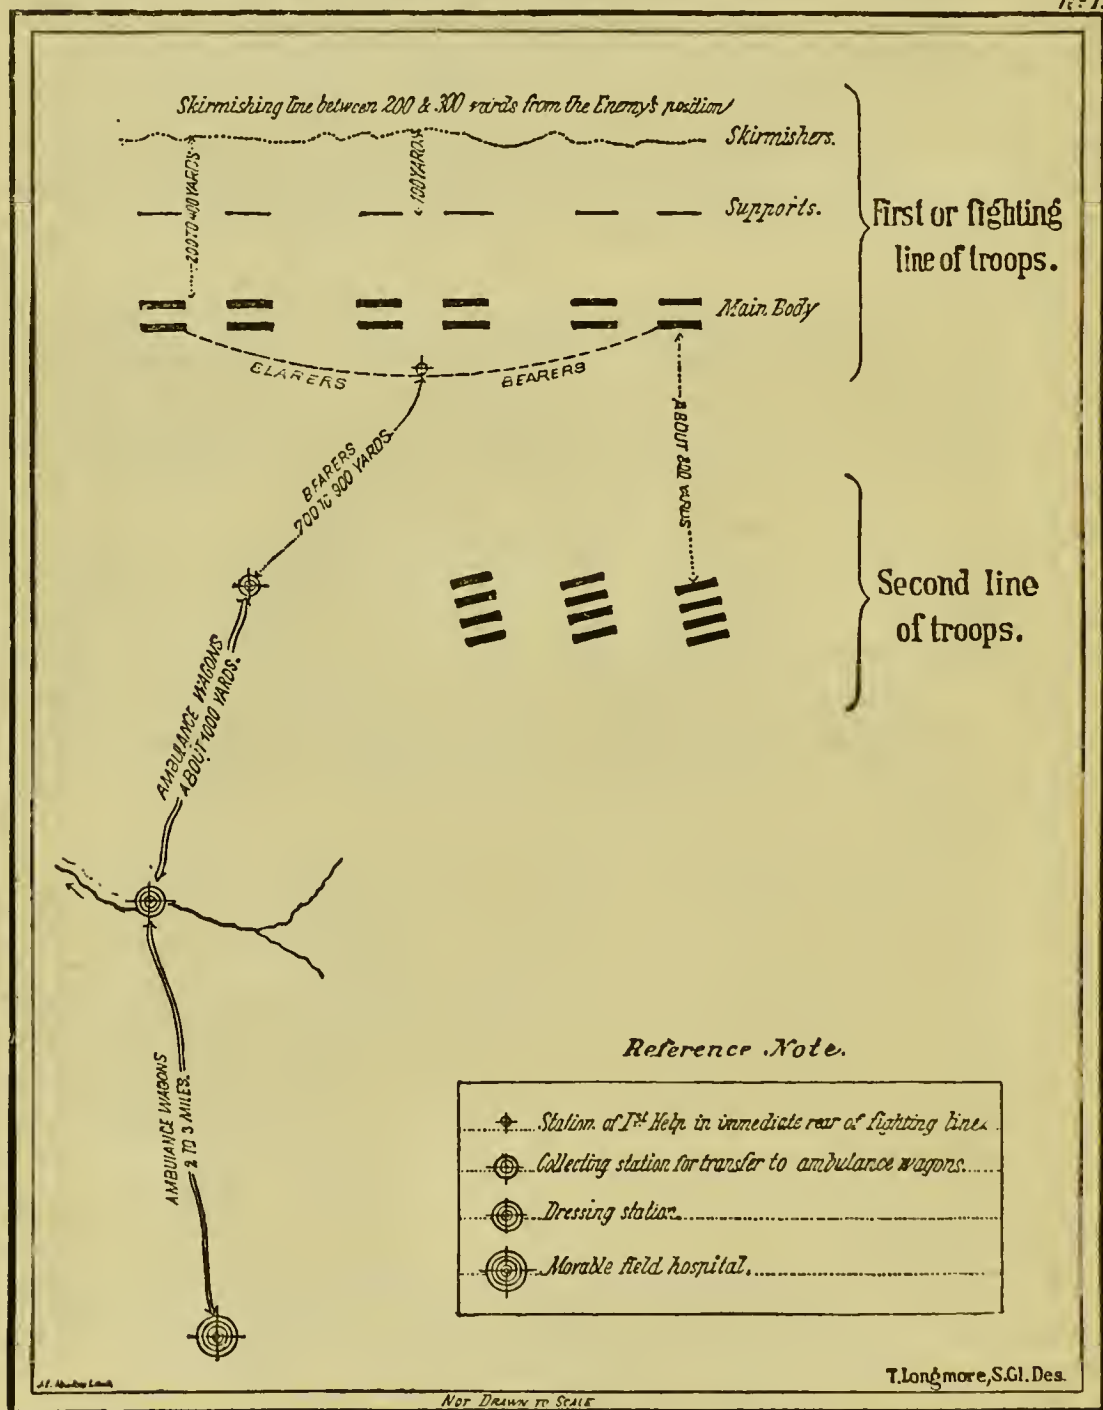 Skirmishing line between 200 & 300 yards from the Enemy's position
Skirmishers.
200 TO 400 YARDS
100 YARDS
Supports.
First or fighting
line of troops.
Main Body
BEARERS
BEARERS
ABOUT 800 YARDS
BEARERS
700 TO 900 YARDS
Second line
of troops.
AMBULANCE WAGONS
ABOUT 1000 YARDS.
AMBULANCE WAGONS
2 TO 3 MILES.
Reference Note.
Station of 1st Help in immediate rear of fighting line.
Collecting station for transfer to ambulance wagons.
Dressing station.
Movable field hospital.
T. Longmore, S.Gl. Des.
NOT DRAWN TO SCALE